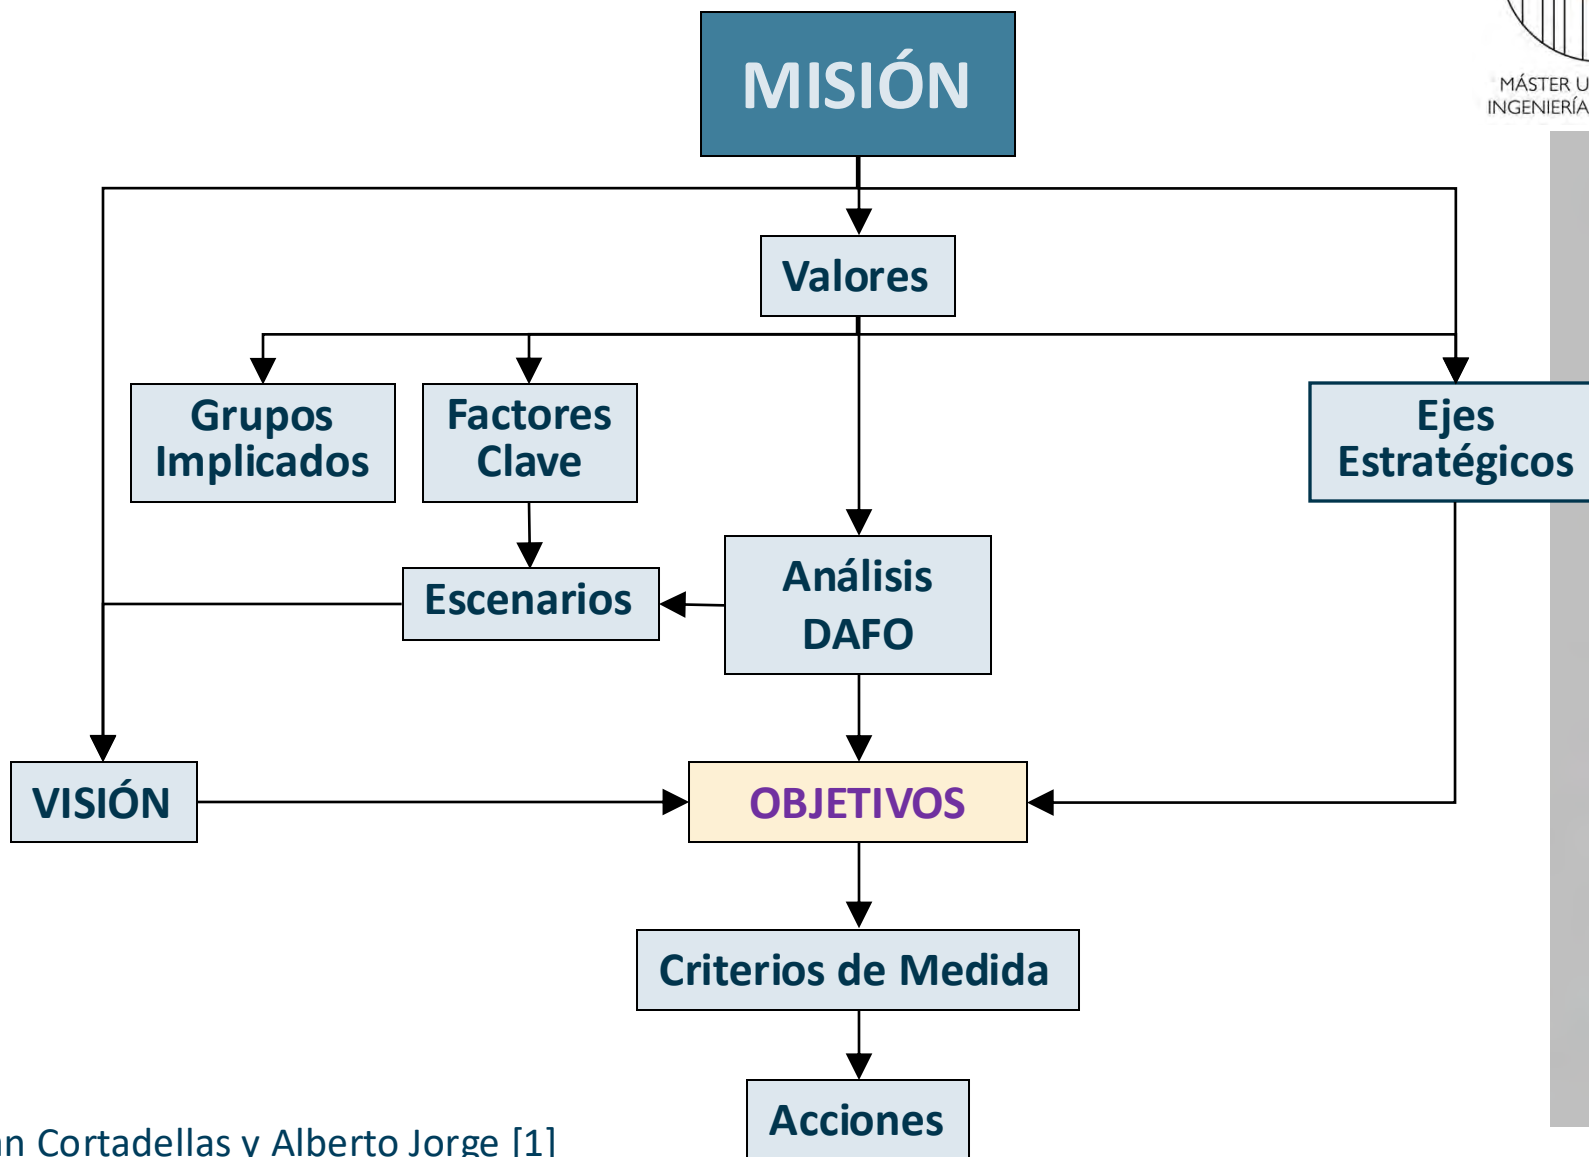 MISIÓN
MÁSTER U
INGENIERÍA
Valores
Grupos
Implicados
Factores
Clave
Ejes
Estratégicos
Escenarios
Análisis
DAFO
VISIÓN
OBJETIVOS
Criterios de Medida
Acciones
an Cortadellas y Alberto Jorge [1]